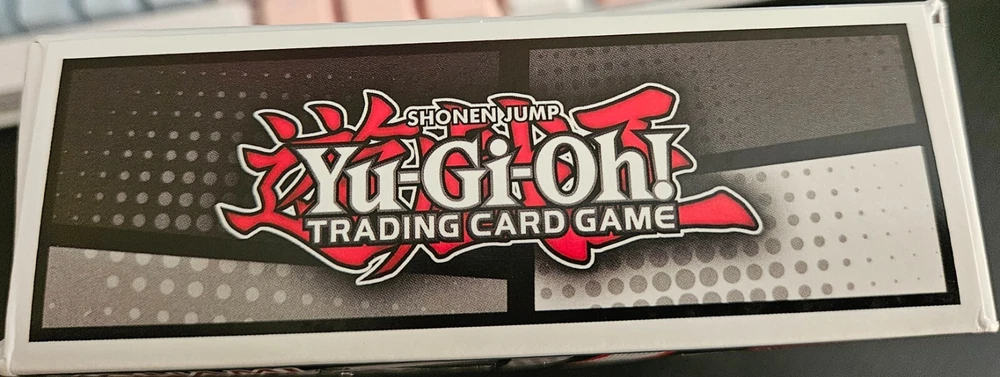 SHONEN JUMP
Yu-Gi-Oh!
TRADING CARD GAME